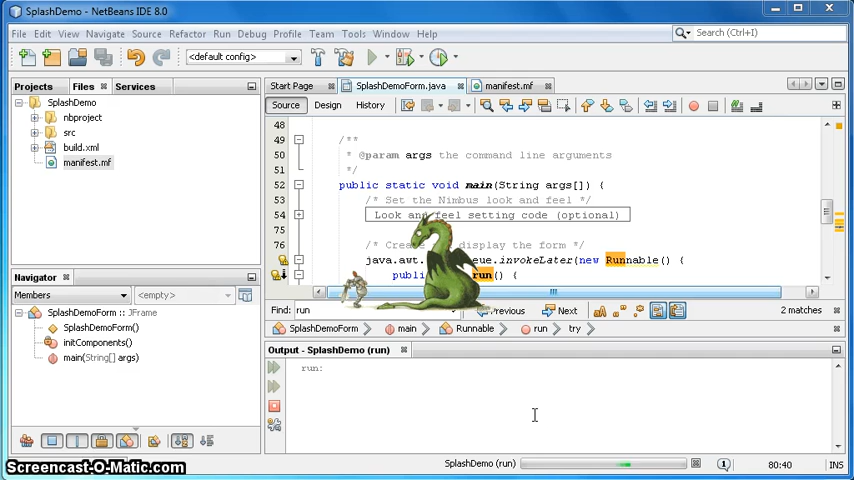 SplashDemo - NetBeans IDE 8.0
File Edit View Navigate Source Refactor Run Debug Profile Team Tools Window Help
Search (Ctrl+I)
<default config>
Projects Files Services
Start Page SplashDemoForm.java manifest.mf
SplashDemo
nbproject
src
build.xml
manifest.mf
Source Design History
48
49 /**
50 * @param args the command line arguments
51 */
52 public static void main(String args[]) {
53 /* Set the Nimbus look and feel */
54 Look and feel setting code (optional)
75
76 /* Create display the form */
java.awt. eue.invokeLater(new Runnable() {
publi run() {
Find: run Previous Next 2 matches
SplashDemoForm main Runnable run try
Navigator
Members <empty>
SplashDemoForm :: JFrame
SplashDemoForm()
initComponents()
main(String[] args)
Output - SplashDemo (run)
run:
SplashDemo (run) 1 80:40 INS
Screencast-O-Matic.com